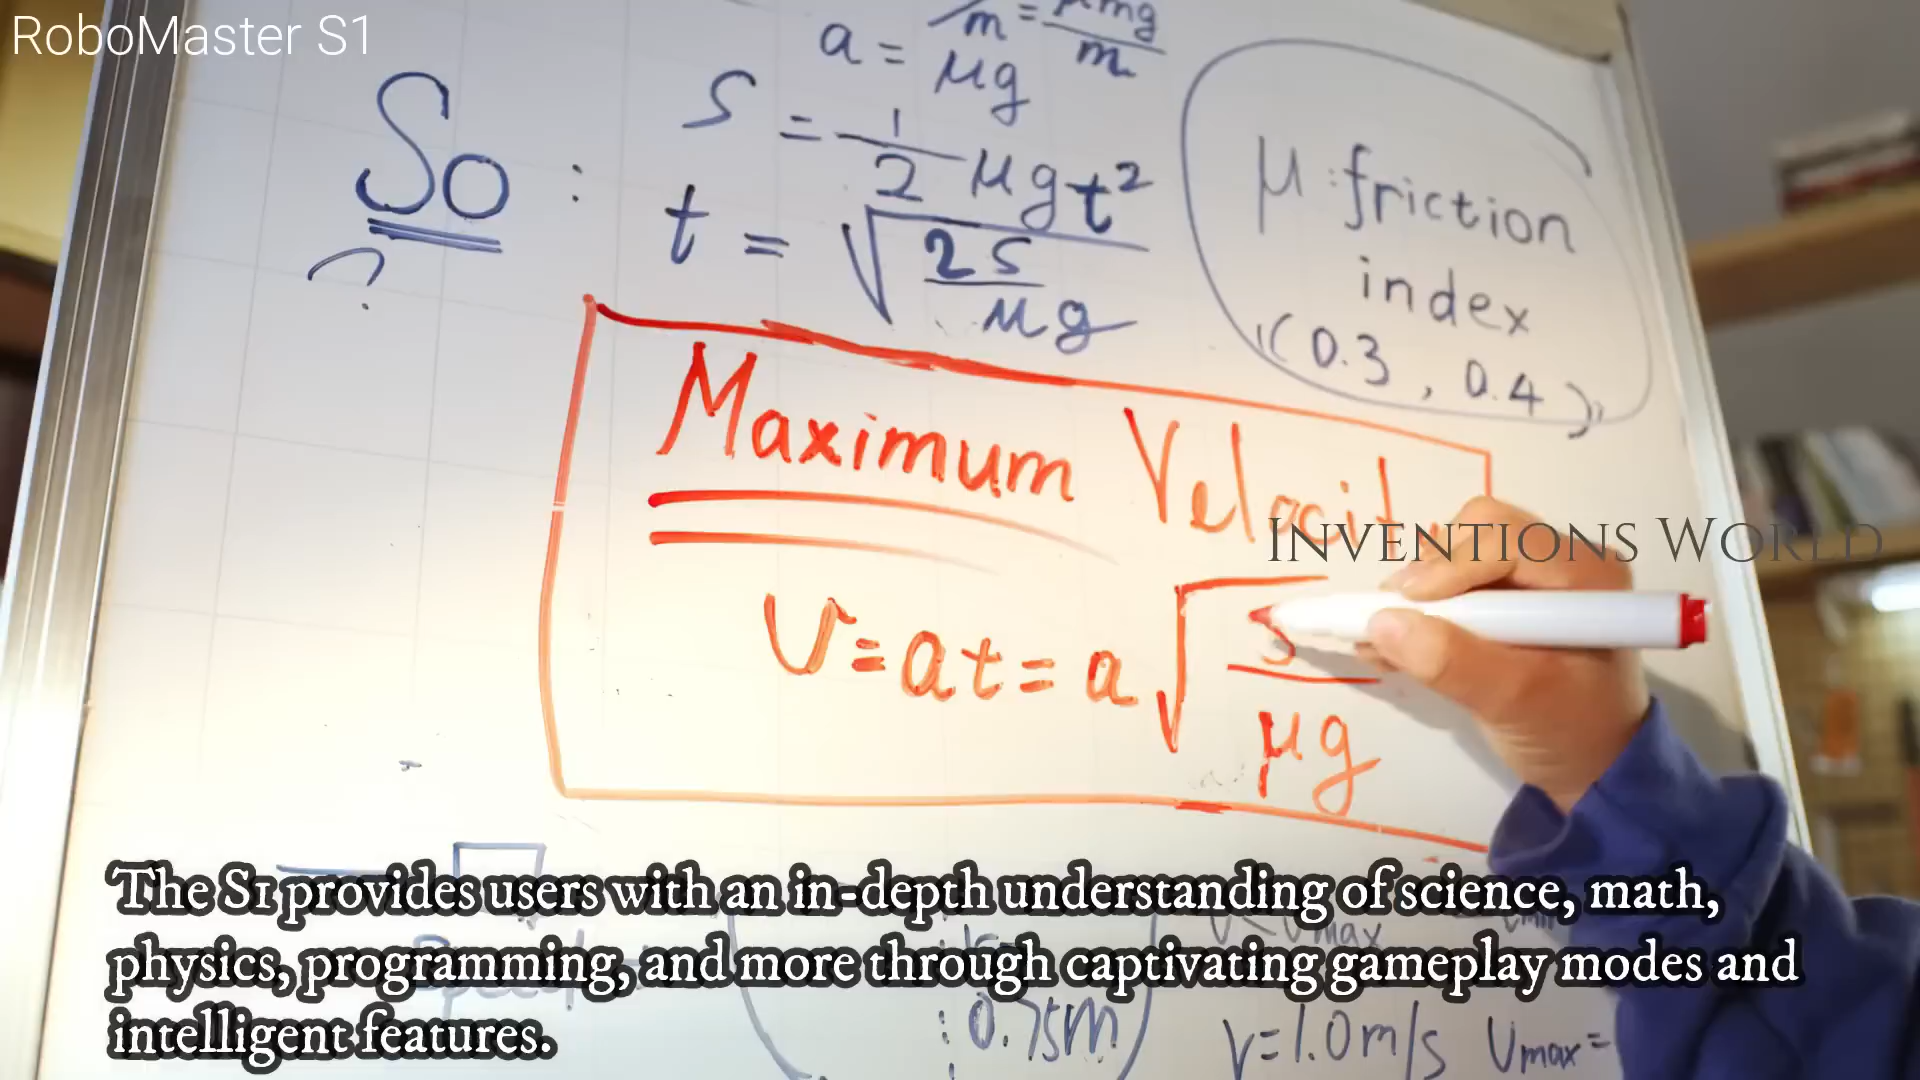 RoboMaster S1
a = /m = μmg/m
μg
So : s = 1/2 μgt²
?
t = √2s/μg
μ : friction
index
(0.3, 0.4)
Maximum Velocity
INVENTIONS WORLD
v = at = a√s/μg
The S1 provides users with an in-depth understanding of science, math,
physics, programming, and more through captivating gameplay modes and
intelligent features.
: 0.75m
V=1.0m/s Vmax=